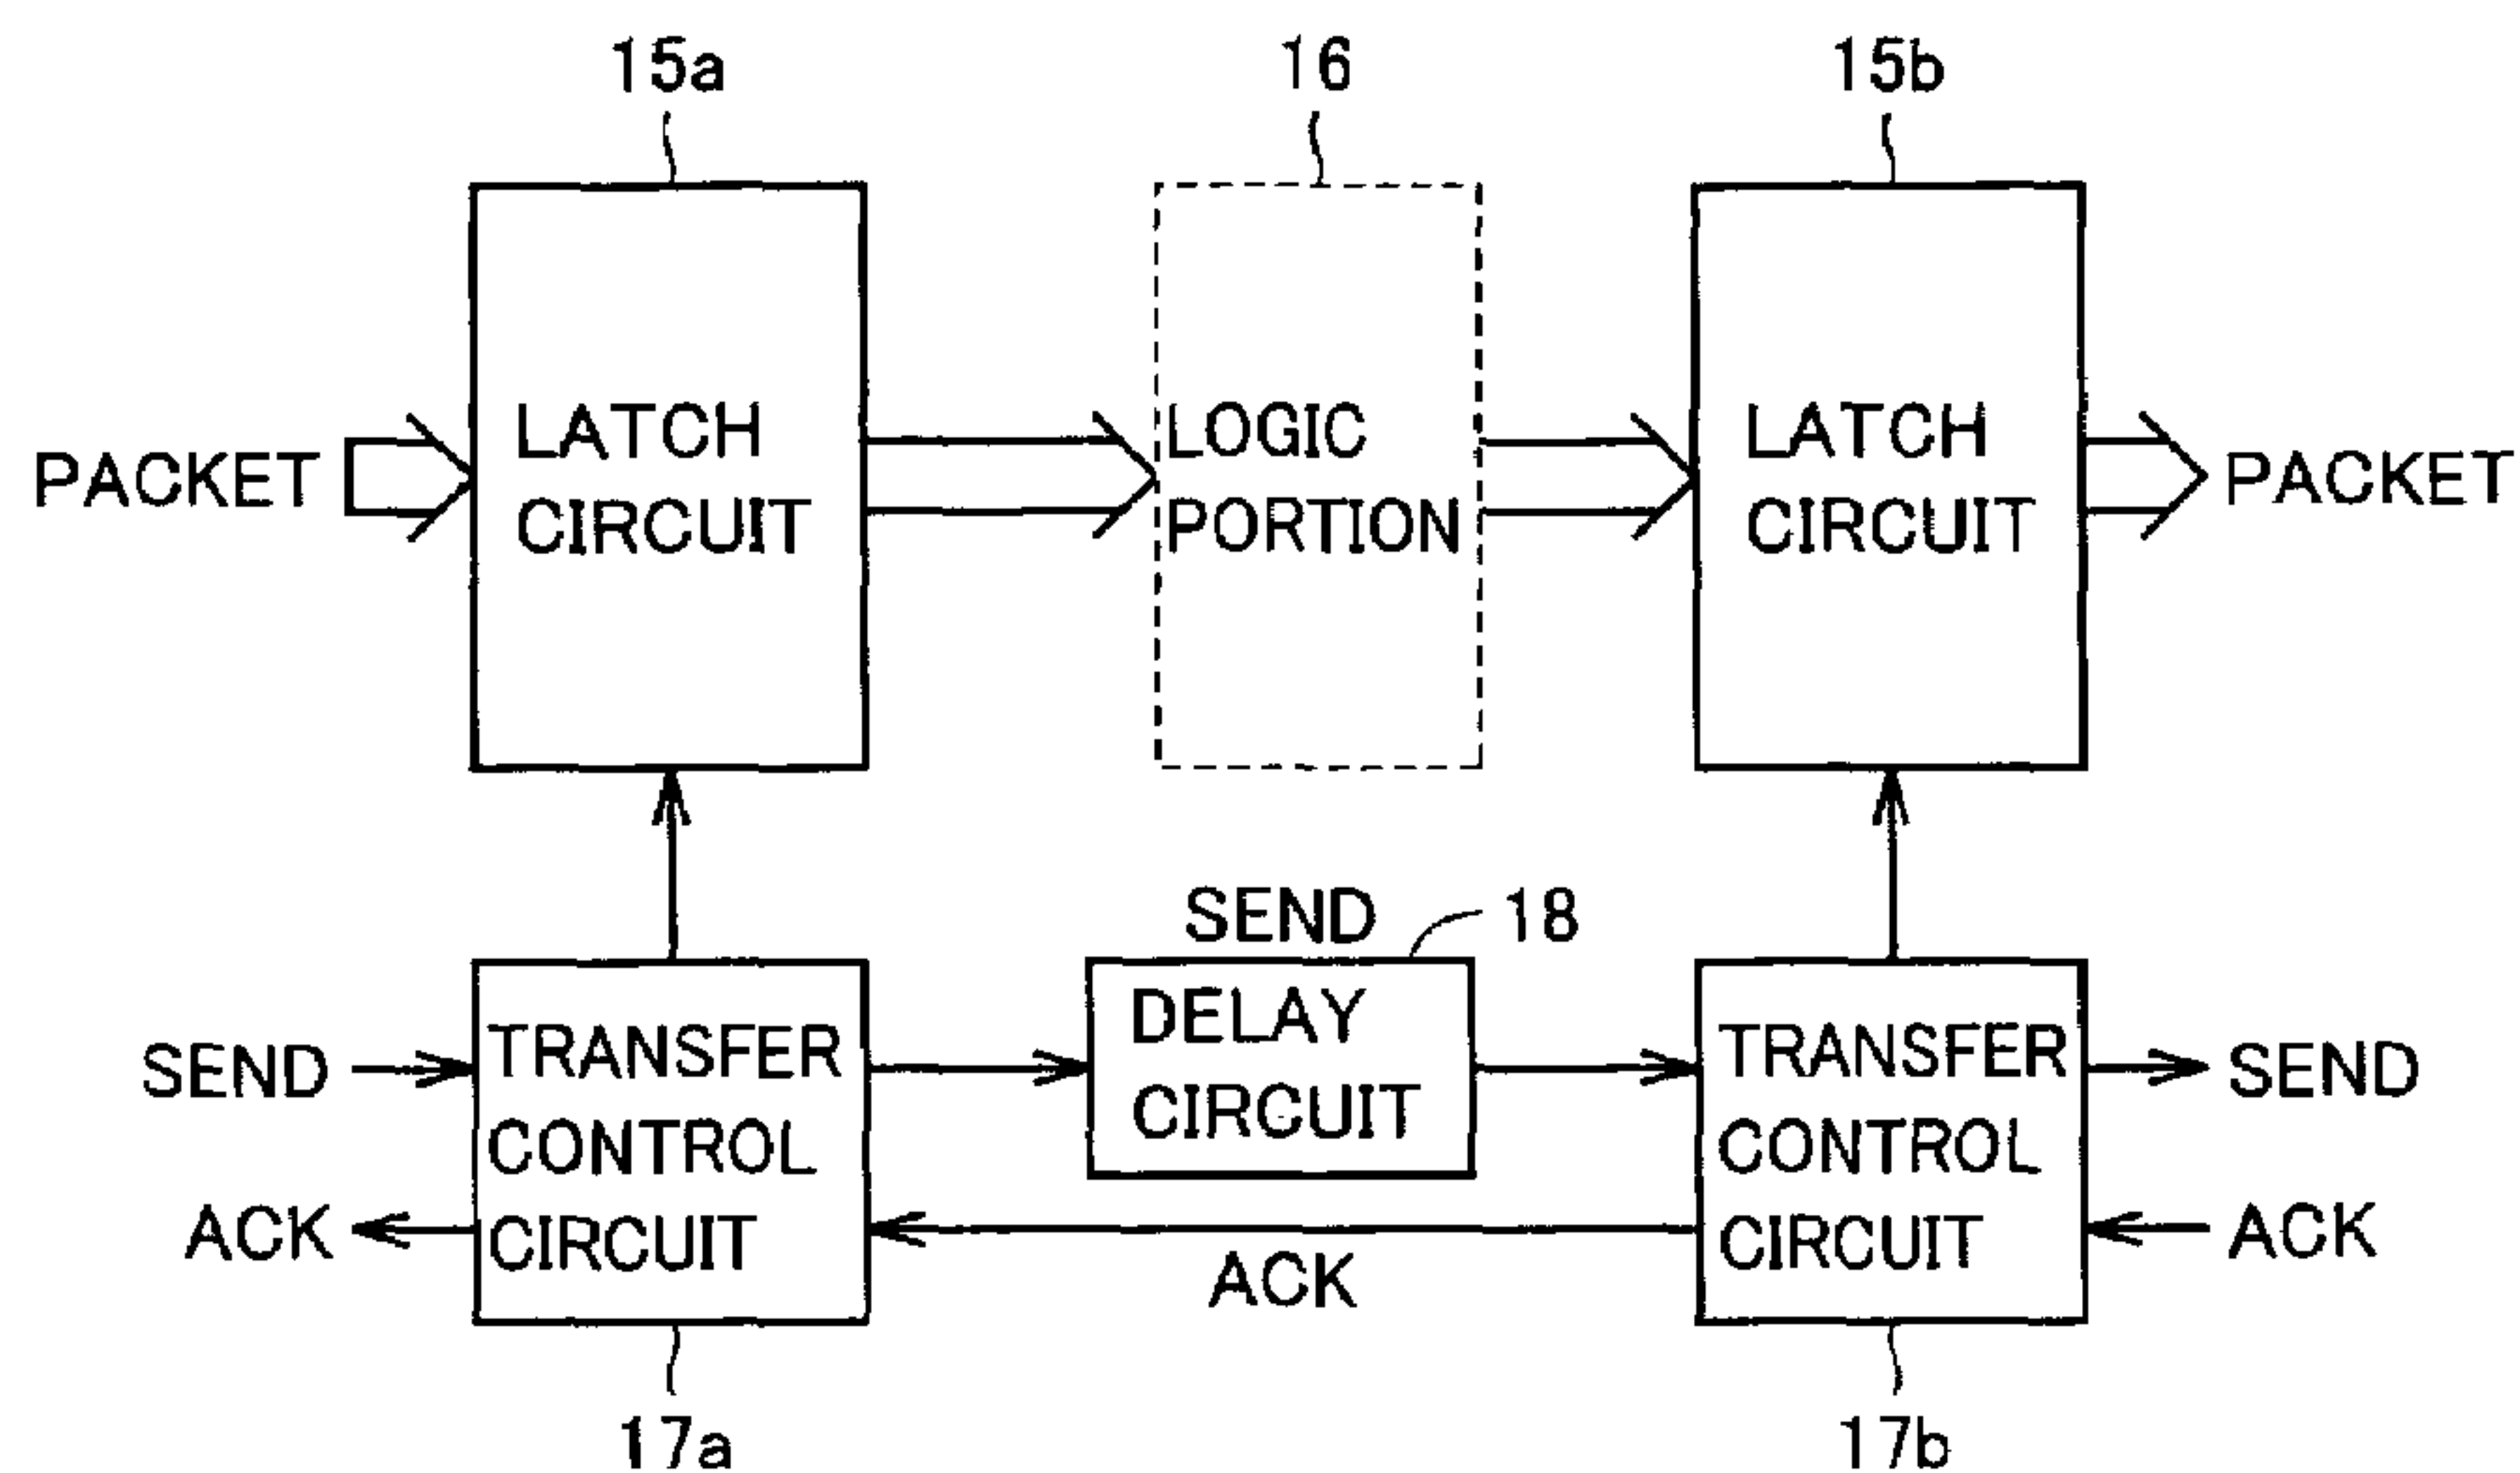 15a
16
15b
PACKET
LATCH
CIRCUIT
LOGIC
PORTION
LATCH
CIRCUIT
PACKET
SEND
18
SEND
ACK
TRANSFER
CONTROL
CIRCUIT
DELAY
CIRCUIT
ACK
TRANSFER
CONTROL
CIRCUIT
SEND
ACK
17a
17b